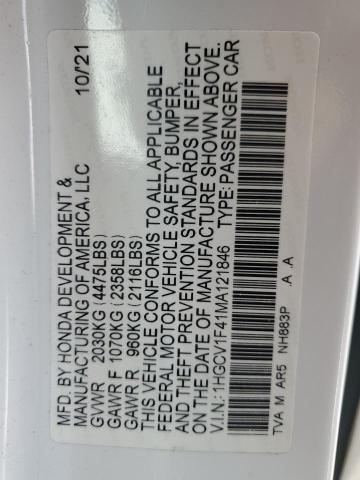 MFD. BY HONDA DEVELOPMENT & 10/21
MANUFACTURING OF AMERICA, LLC
GVWR 2030KG (4475LBS)
GAWR F 1070KG (2358LBS)
GAWR R 960KG (2116LBS)
THIS VEHICLE CONFORMS TO ALL APPLICABLE
FEDERAL MOTOR VEHICLE SAFETY, BUMPER,
AND THEFT PREVENTION STANDARDS IN EFFECT
ON THE DATE OF MANUFACTURE SHOWN ABOVE.
V.I.N.: 1HGCV1F41MA121846 TYPE: PASSENGER CAR
TVA M AR5 NH883P .A .A